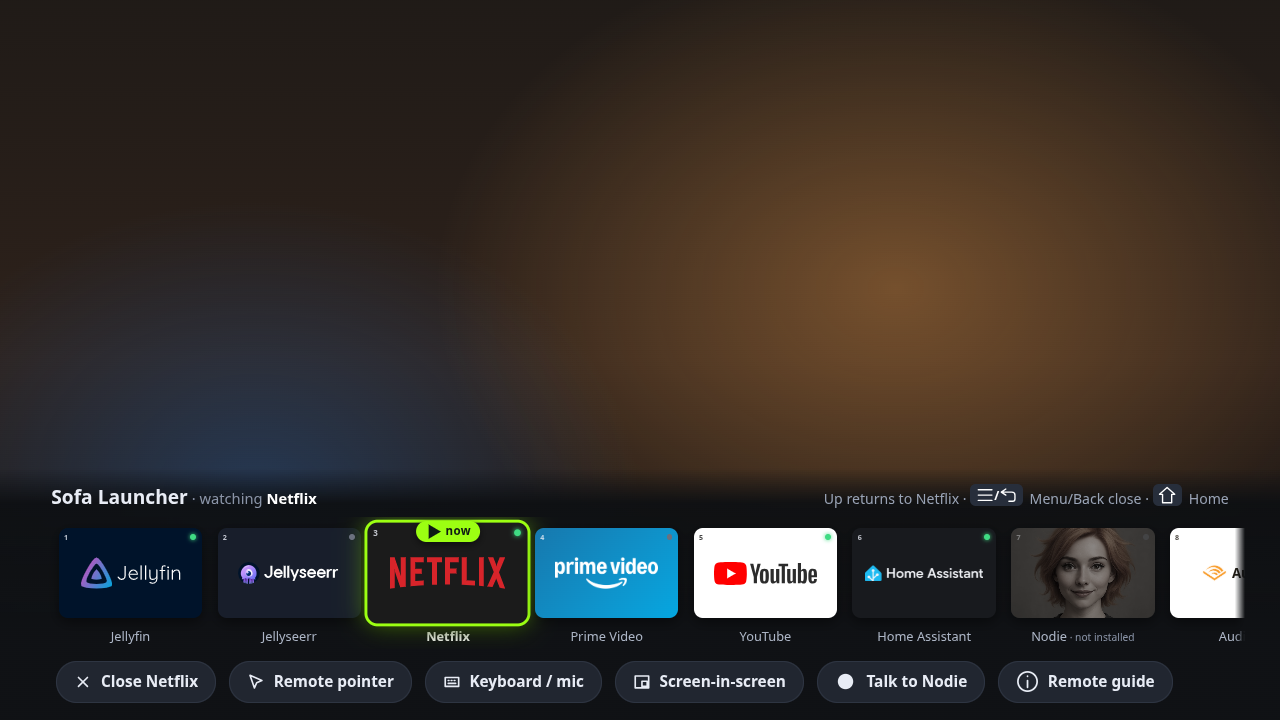 Sofa Launcher · watching Netflix
Up returns to Netflix · / Menu/Back close · Home
1
Jellyfin
2
Jellyseerr
3
now
NETFLIX
4
prime video
5
YouTube
6
Home Assistant
7
8
Jellyfin
Jellyseerr
Netflix
Prime Video
YouTube
Home Assistant
Nodie · not installed
Close Netflix
Remote pointer
Keyboard / mic
Screen-in-screen
Talk to Nodie
Remote guide